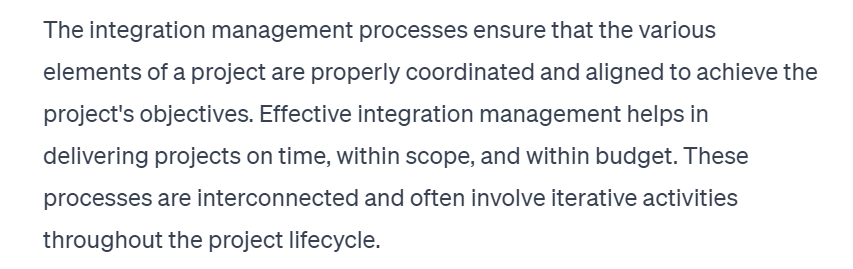 The integration management processes ensure that the various
elements of a project are properly coordinated and aligned to achieve the
project's objectives. Effective integration management helps in
delivering projects on time, within scope, and within budget. These
processes are interconnected and often involve iterative activities
throughout the project lifecycle.